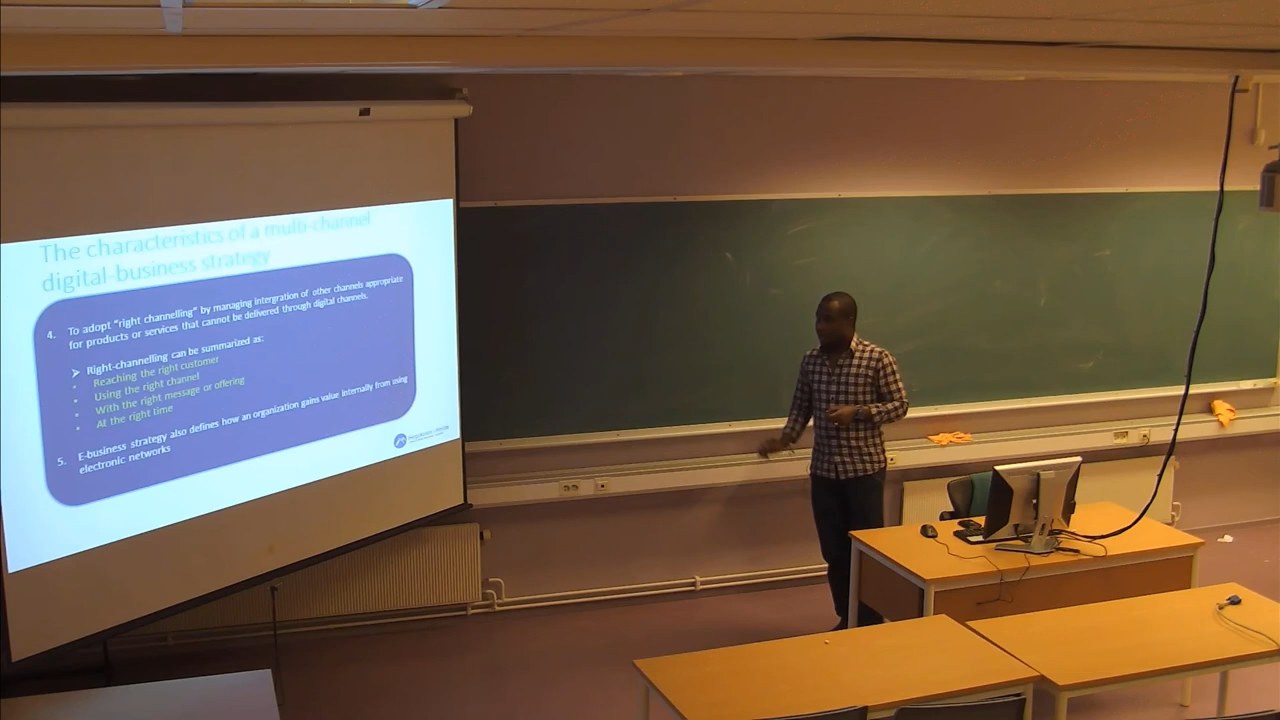 The characteristics of a multi-channel
digital-business strategy
4. To adopt "right channelling" by managing intergration of other channels appropriate
for products or services that cannot be delivered through digital channels.
➢ Right-channelling can be summarized as:
• Reaching the right customer
• Using the right channel
• With the right message or offering
• At the right time
5. E-business strategy also defines how an organization gains value internally from using
electronic networks